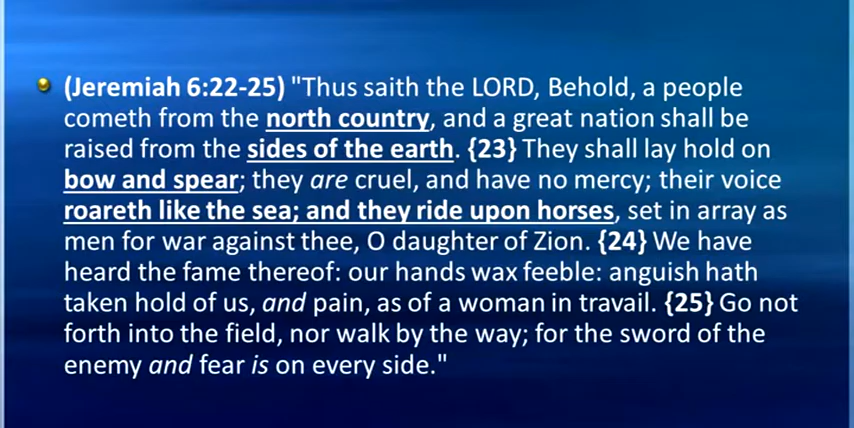 (Jeremiah 6:22-25) "Thus saith the LORD, Behold, a people
cometh from the north country, and a great nation shall be
raised from the sides of the earth. {23} They shall lay hold on
bow and spear; they are cruel, and have no mercy; their voice
roareth like the sea; and they ride upon horses, set in array as
men for war against thee, O daughter of Zion. {24} We have
heard the fame thereof: our hands wax feeble: anguish hath
taken hold of us, and pain, as of a woman in travail. {25} Go not
forth into the field, nor walk by the way; for the sword of the
enemy and fear is on every side."